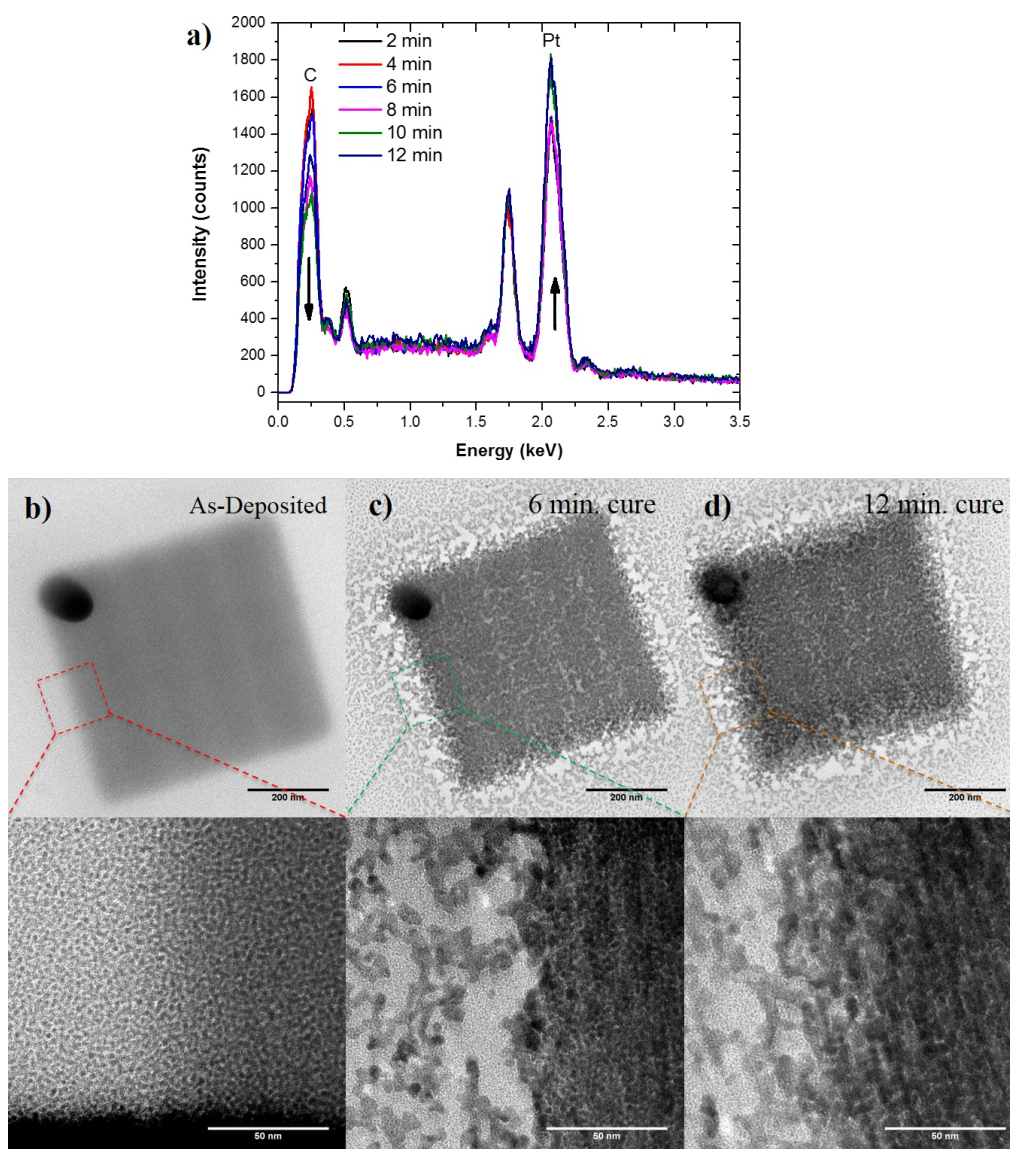 a)
2000
1800
1600
1400
1200
1000
800
600
400
200
0
Intensity (counts)
C
Pt
2 min
4 min
6 min
8 min
10 min
12 min
0.0 0.5 1.0 1.5 2.0 2.5 3.0 3.5
Energy (keV)
b) As-Deposited
200 nm
c) 6 min. cure
200 nm
d) 12 min. cure
200 nm
50 nm
50 nm
50 nm